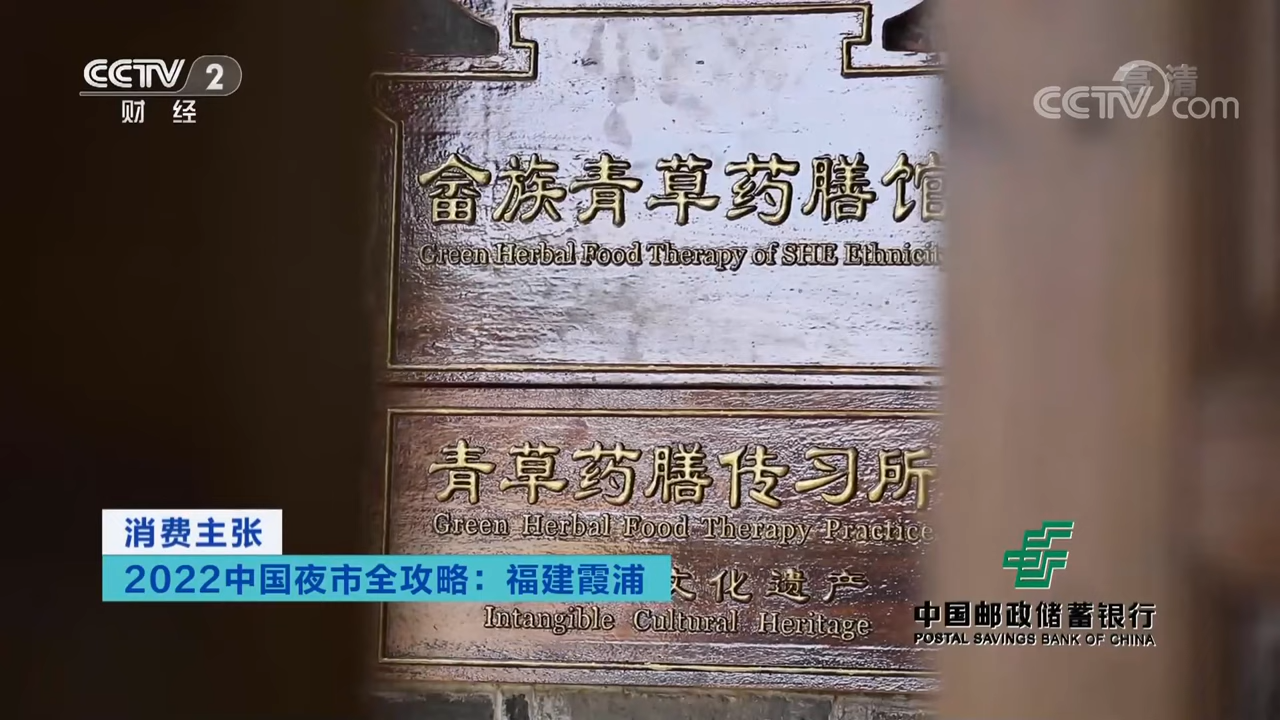 CCTV 2
财经
高清
CCTV.com
畲族青草药膳馆
Green Herbal Food Therapy of SHE Ethnicit
青草药膳传习所
Green Herbal Food Therapy Practice
消费主张
2022中国夜市全攻略：福建霞浦
文化遗产
Intangible Cultural Heritage
中国邮政储蓄银行
POSTAL SAVINGS BANK OF CHINA